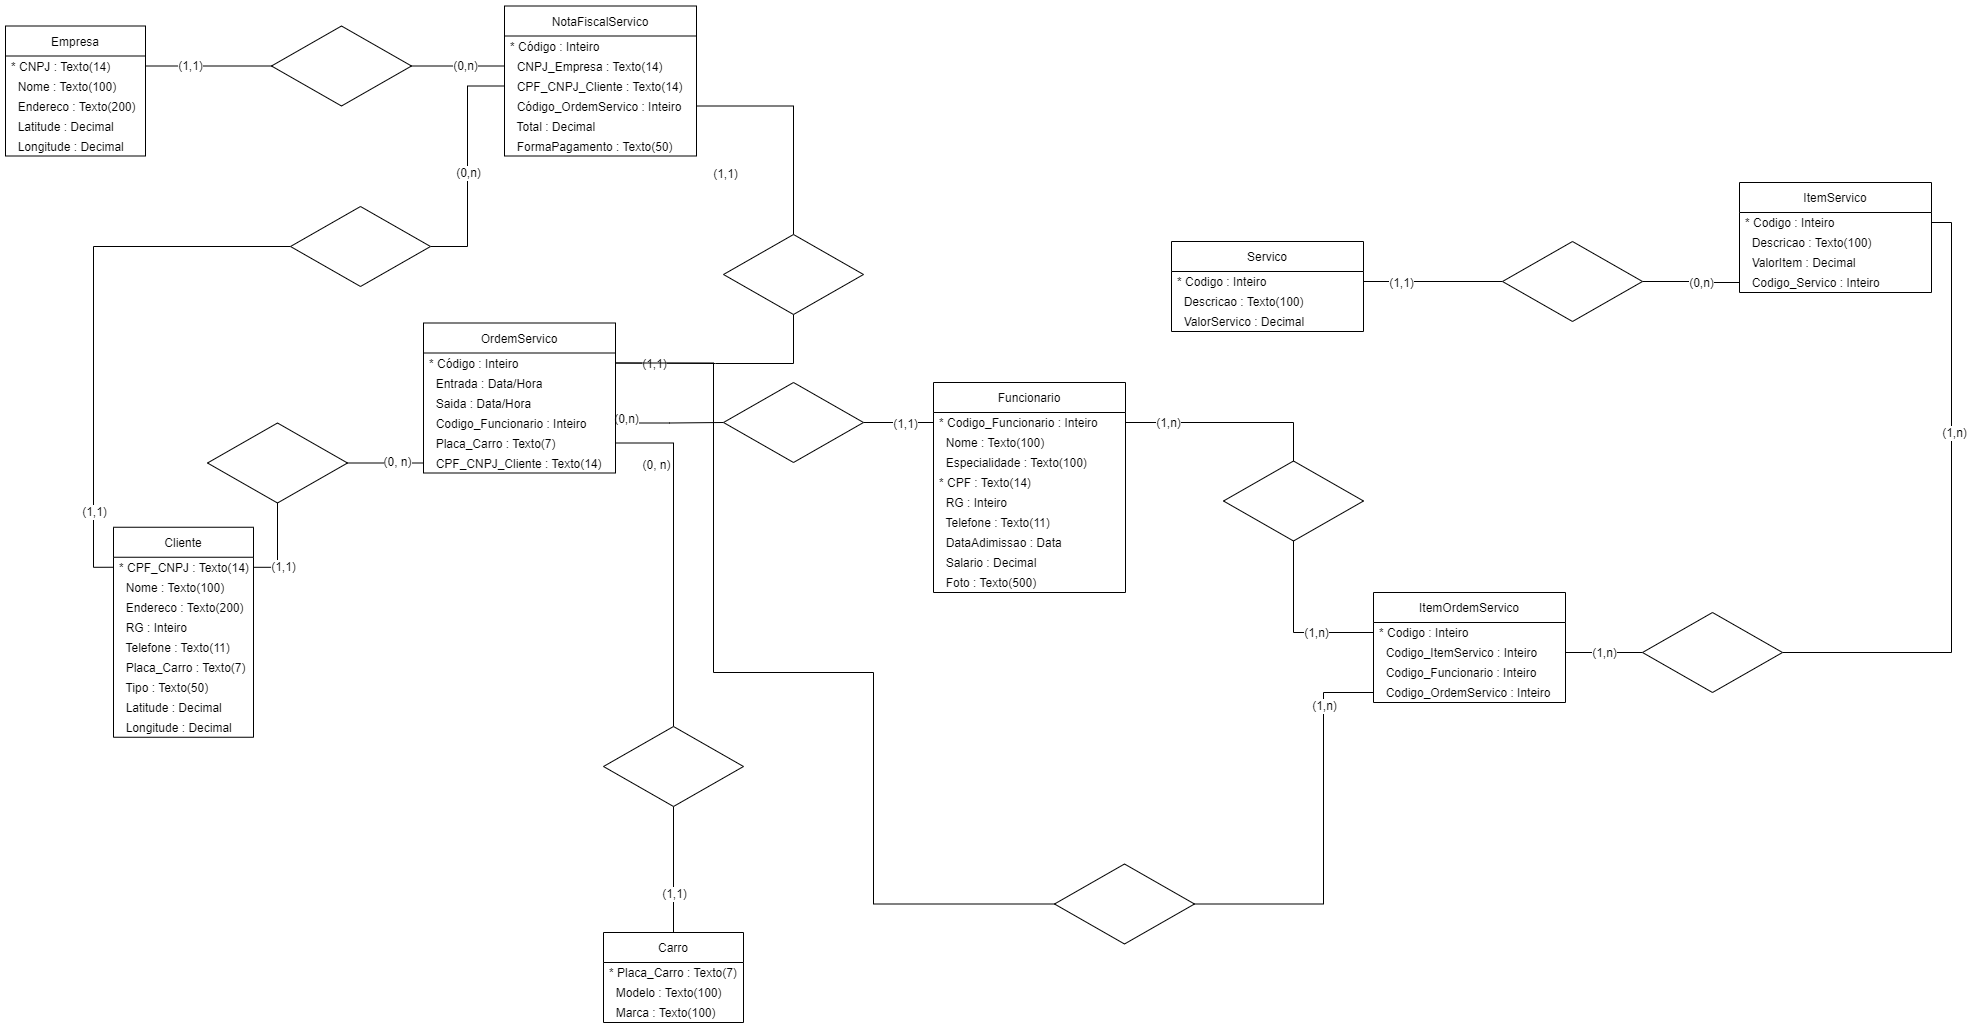 Empresa
* CNPJ : Texto(14)
Nome : Texto(100)
Endereco : Texto(200)
Latitude : Decimal
Longitude : Decimal
(1,1)
(0,n)
NotaFiscalServico
* Código : Inteiro
CNPJ_Empresa : Texto(14)
CPF_CNPJ_Cliente : Texto(14)
Código_OrdemServico : Inteiro
Total : Decimal
FormaPagamento : Texto(50)
(0,n)
(1,1)
ItemServico
* Codigo : Inteiro
Descricao : Texto(100)
ValorItem : Decimal
Codigo_Servico : Inteiro
Servico
* Codigo : Inteiro
Descricao : Texto(100)
ValorServico : Decimal
(1,1)
(0,n)
OrdemServico
* Código : Inteiro
Entrada : Data/Hora
Saida : Data/Hora
Codigo_Funcionario : Inteiro
Placa_Carro : Texto(7)
CPF_CNPJ_Cliente : Texto(14)
(1,1)
(0,n)
(1,1)
(0, n)
(0, n)
Funcionario
* Codigo_Funcionario : Inteiro
Nome : Texto(100)
Especialidade : Texto(100)
* CPF : Texto(14)
RG : Inteiro
Telefone : Texto(11)
DataAdimissao : Data
Salario : Decimal
Foto : Texto(500)
(1,n)
(1,n)
(1,1)
Cliente
* CPF_CNPJ : Texto(14)
Nome : Texto(100)
Endereco : Texto(200)
RG : Inteiro
Telefone : Texto(11)
Placa_Carro : Texto(7)
Tipo : Texto(50)
Latitude : Decimal
Longitude : Decimal
(1,1)
ItemOrdemServico
* Codigo : Inteiro
Codigo_ItemServico : Inteiro
Codigo_Funcionario : Inteiro
Codigo_OrdemServico : Inteiro
(1,n)
(1,n)
(1,n)
(1,1)
Carro
* Placa_Carro : Texto(7)
Modelo : Texto(100)
Marca : Texto(100)